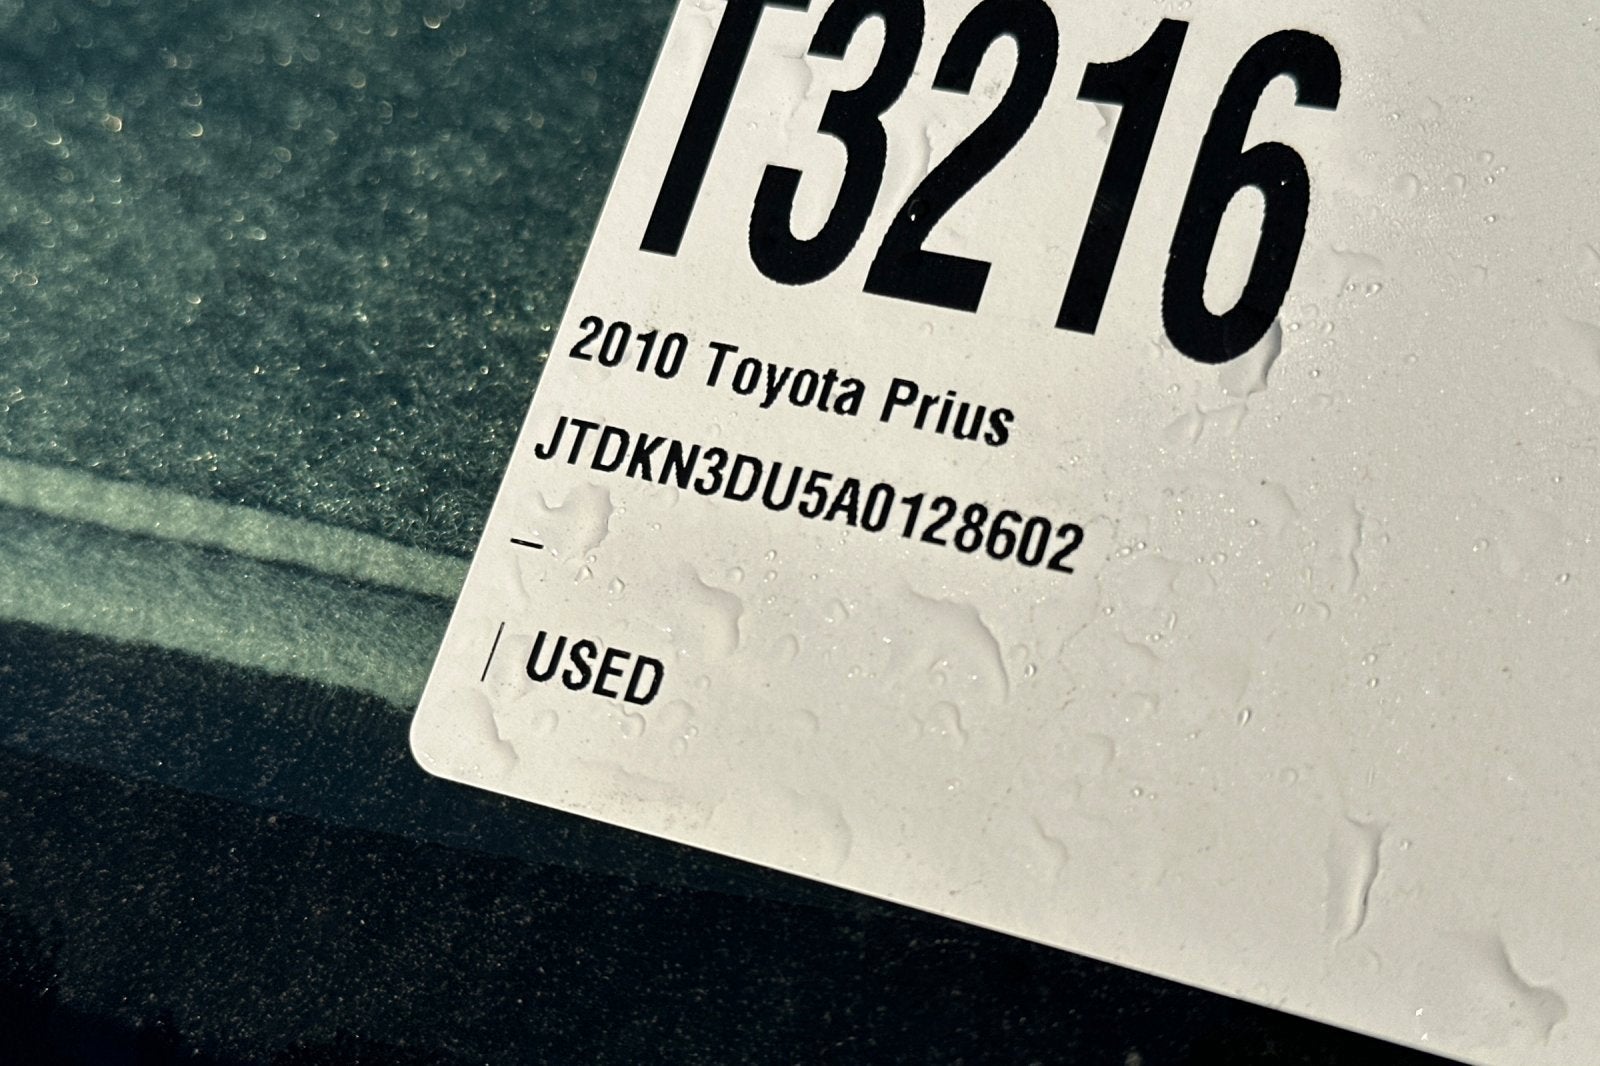 T3216
2010 Toyota Prius
JTDKN3DU5A0128602
–
| USED